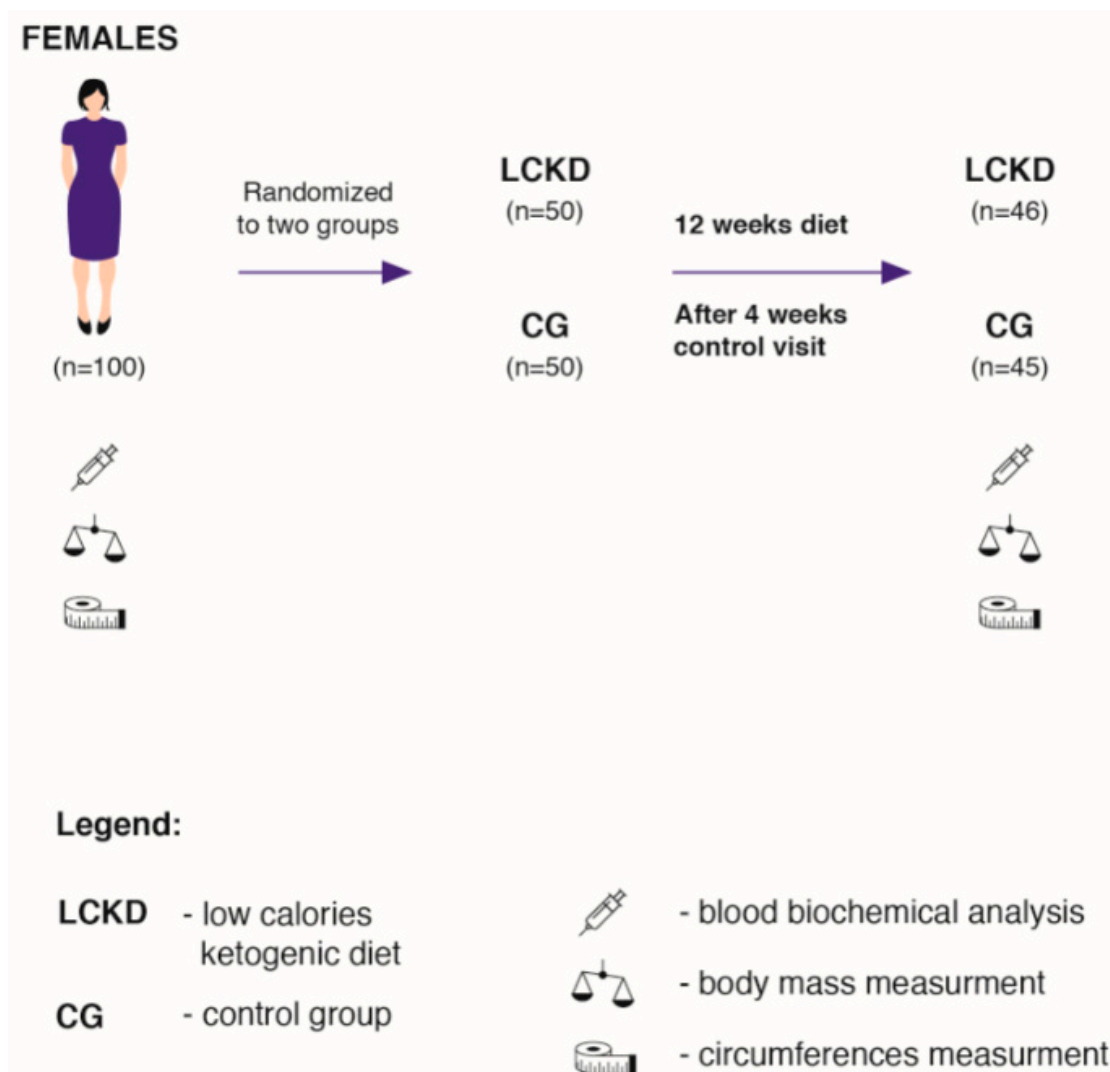 FEMALES
(n=100)
Randomized
to two groups
LCKD
(n=50)
CG
(n=50)
12 weeks diet
After 4 weeks
control visit
LCKD
(n=46)
CG
(n=45)
Legend:
LCKD - low calories
ketogenic diet
CG - control group
- blood biochemical analysis
- body mass measurment
- circumferences measurment